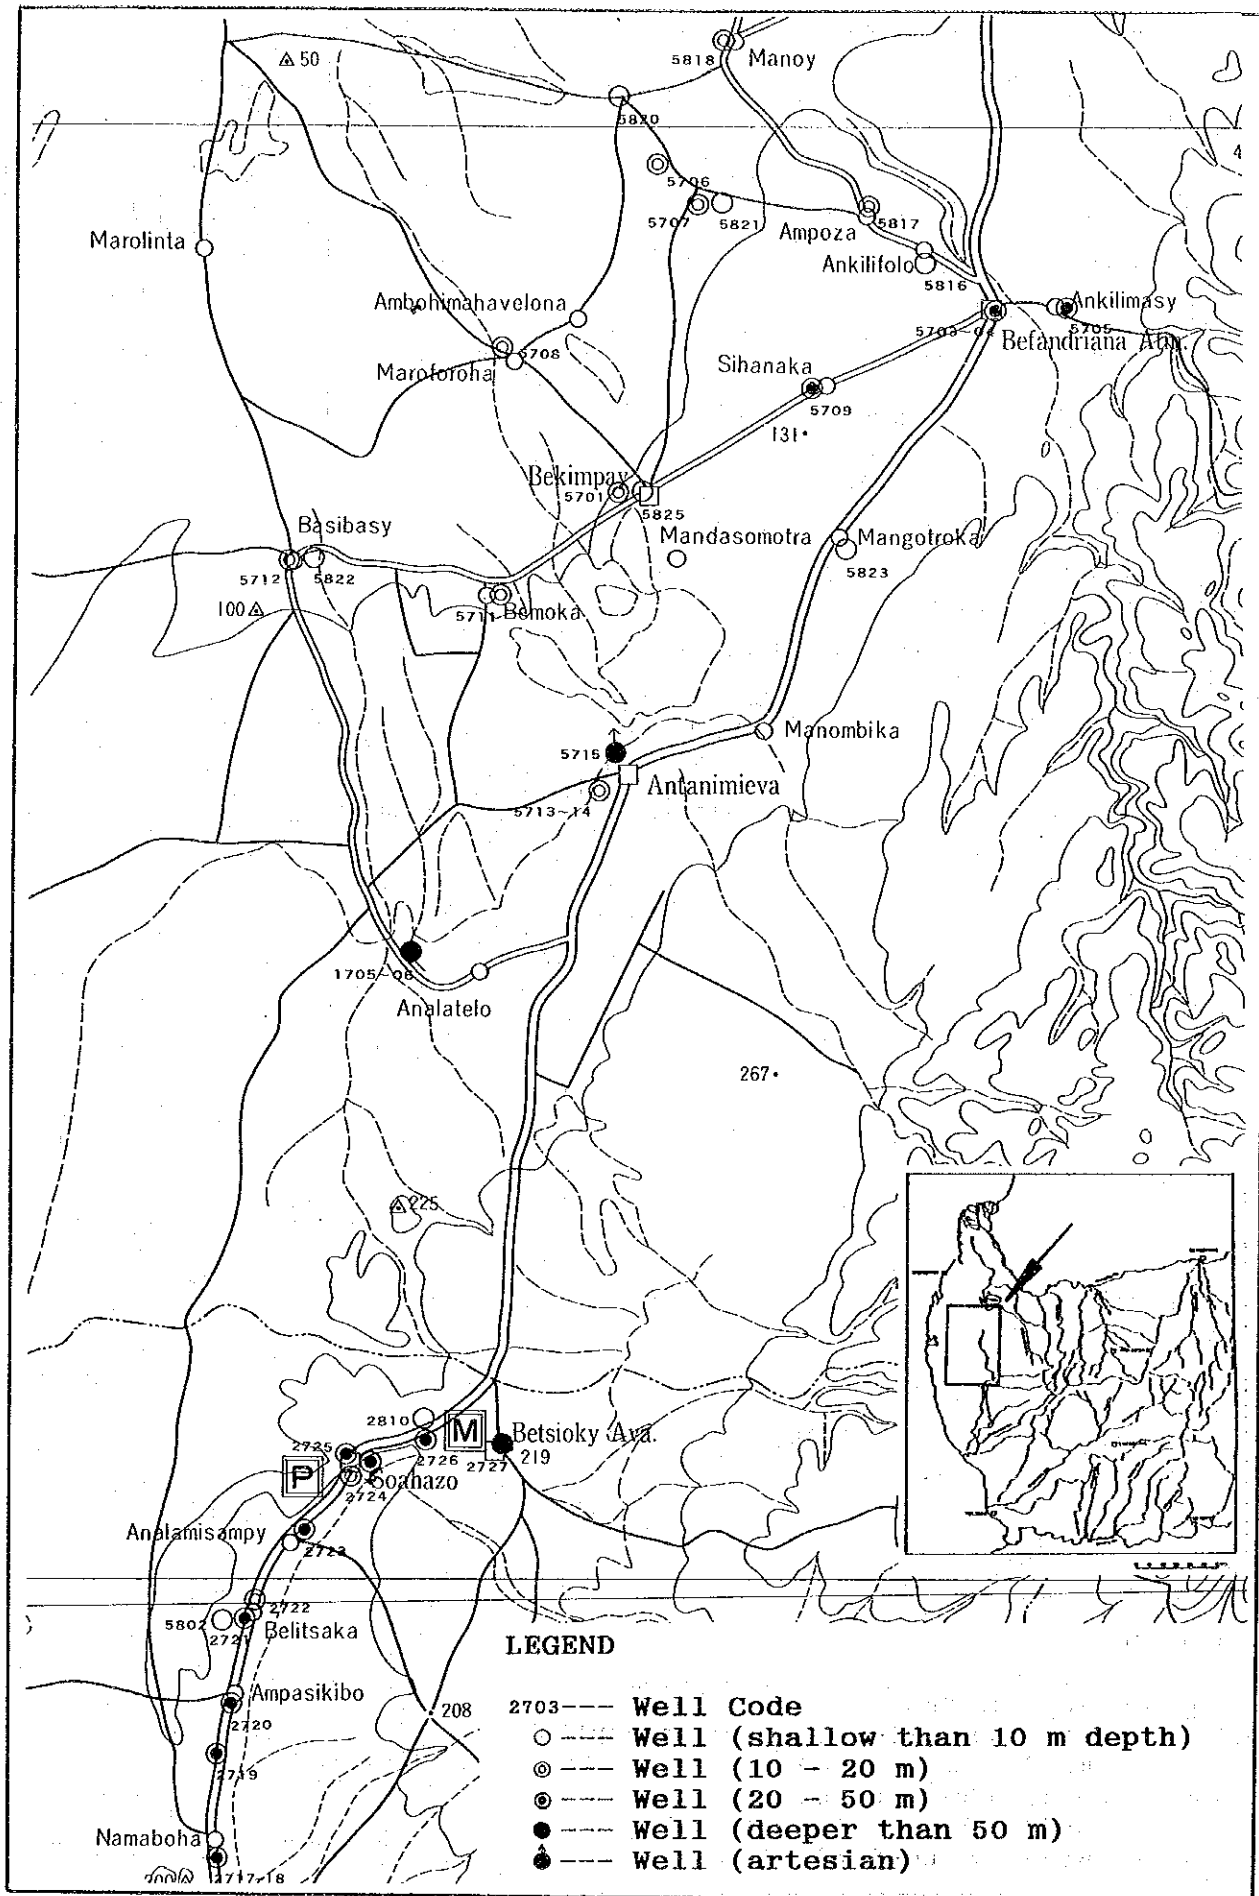 50
5818
Manoy
5820
4
5706
5707
5821
Ampoza
5817
Marolinta
Ankilifolo
5816
Ambohimahavelona
Ankilimasy
5705
Befandriana
5708
Maroforoha
Sihanaka
5709
131
Bekimpay
5701
5825
Basibasy
Mandasomotra
Mangotroka
5712
5822
5823
100
5711
Bemoka
Manombika
5715
Antanimieva
5713~14
1705~06
Analatelo
267
225
2810
M
Betsioky Ava.
2725
2726
2727
219
P
Soahazo
2724
Analamisampy
2723
2722
5802
2721
Belitsaka
LEGEND
Ampasikibo
208
2720
2703 --- Well Code
Well (shallow than 10 m depth)
2719
Well (10 - 20 m)
Well (20 - 50 m)
Namaboha
Well (deeper than 50 m)
2717-18
Well (artesian)